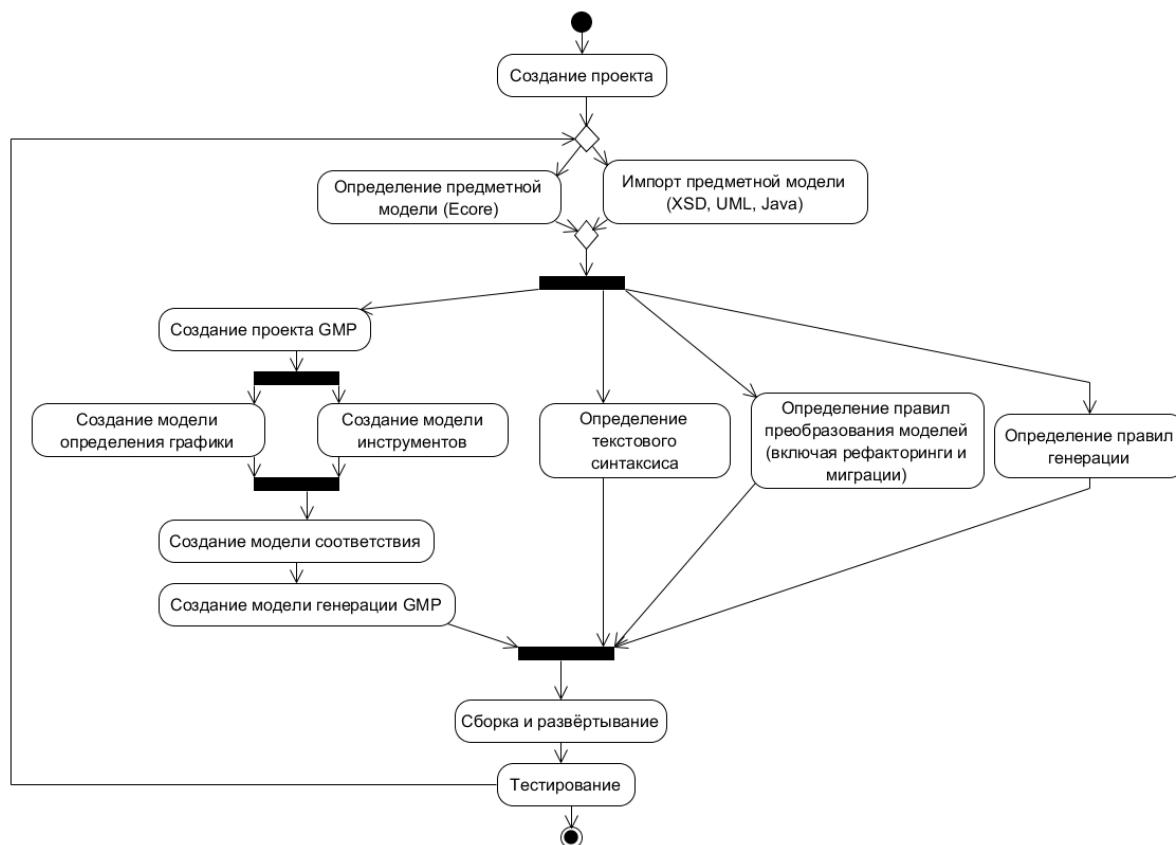 Создание проекта
Определение предметной
модели (Ecore)
Импорт предметной модели
(XSD, UML, Java)
Создание проекта GMP
Создание модели
определения графики
Создание модели
инструментов
Определение
текстового
синтаксиса
Определение правил
преобразования моделей
(включая рефакторинги и
миграции)
Определение правил
генерации
Создание модели соответствия
Создание модели генерации GMP
Сборка и развёртывание
Тестирование